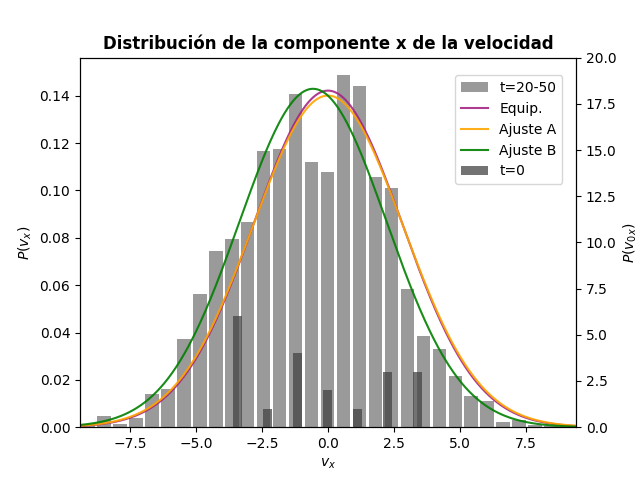 Distribución de la componente x de la velocidad
t=20-50
Equip.
Ajuste A
Ajuste B
t=0
P(v_x)
0.14
0.12
0.10
0.08
0.06
0.04
0.02
0.00
20.0
17.5
15.0
12.5
10.0
7.5
5.0
2.5
0.0
P(v_{0x})
−7.5 −5.0 −2.5 0.0 2.5 5.0 7.5
v_x